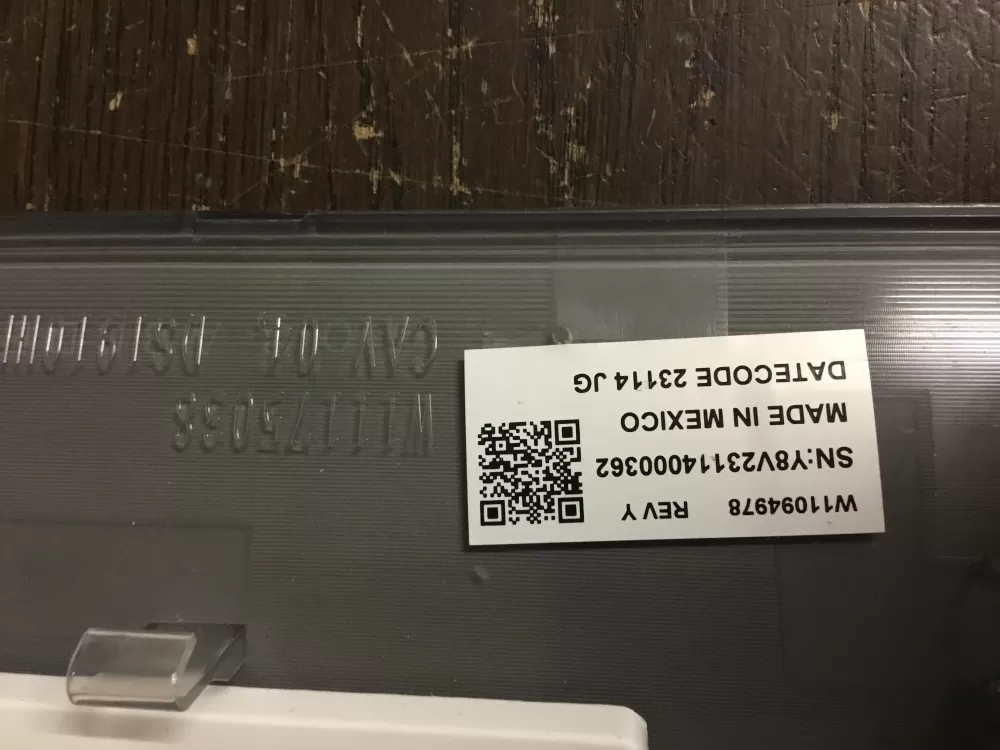 W11094978 REV Y
SN:Y8V23114000362
MADE IN MEXICO
DATECODE 23114 JG
W11175038
CAV 04